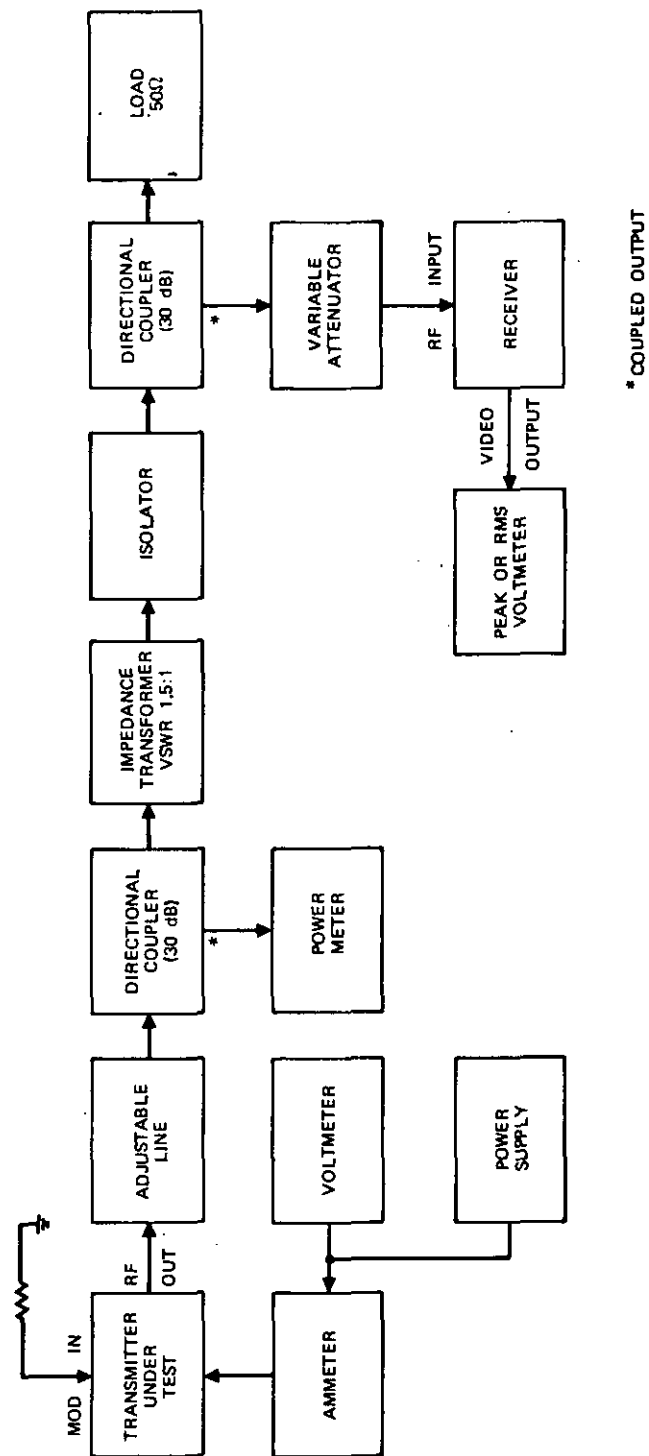 MOD IN
TRANSMITTER
UNDER
TEST
RF
OUT
ADJUSTABLE
LINE
DIRECTIONAL
COUPLER
(30 dB)
*
IMPEDANCE
TRANSFORMER
VSWR 1.5:1
ISOLATOR
DIRECTIONAL
COUPLER
(30 dB)
*
LOAD
50Ω
AMMETER
VOLTMETER
POWER
SUPPLY
POWER
METER
VARIABLE
ATTENUATOR
RF INPUT
RECEIVER
VIDEO
OUTPUT
PEAK OR RMS
VOLTMETER
* COUPLED OUTPUT